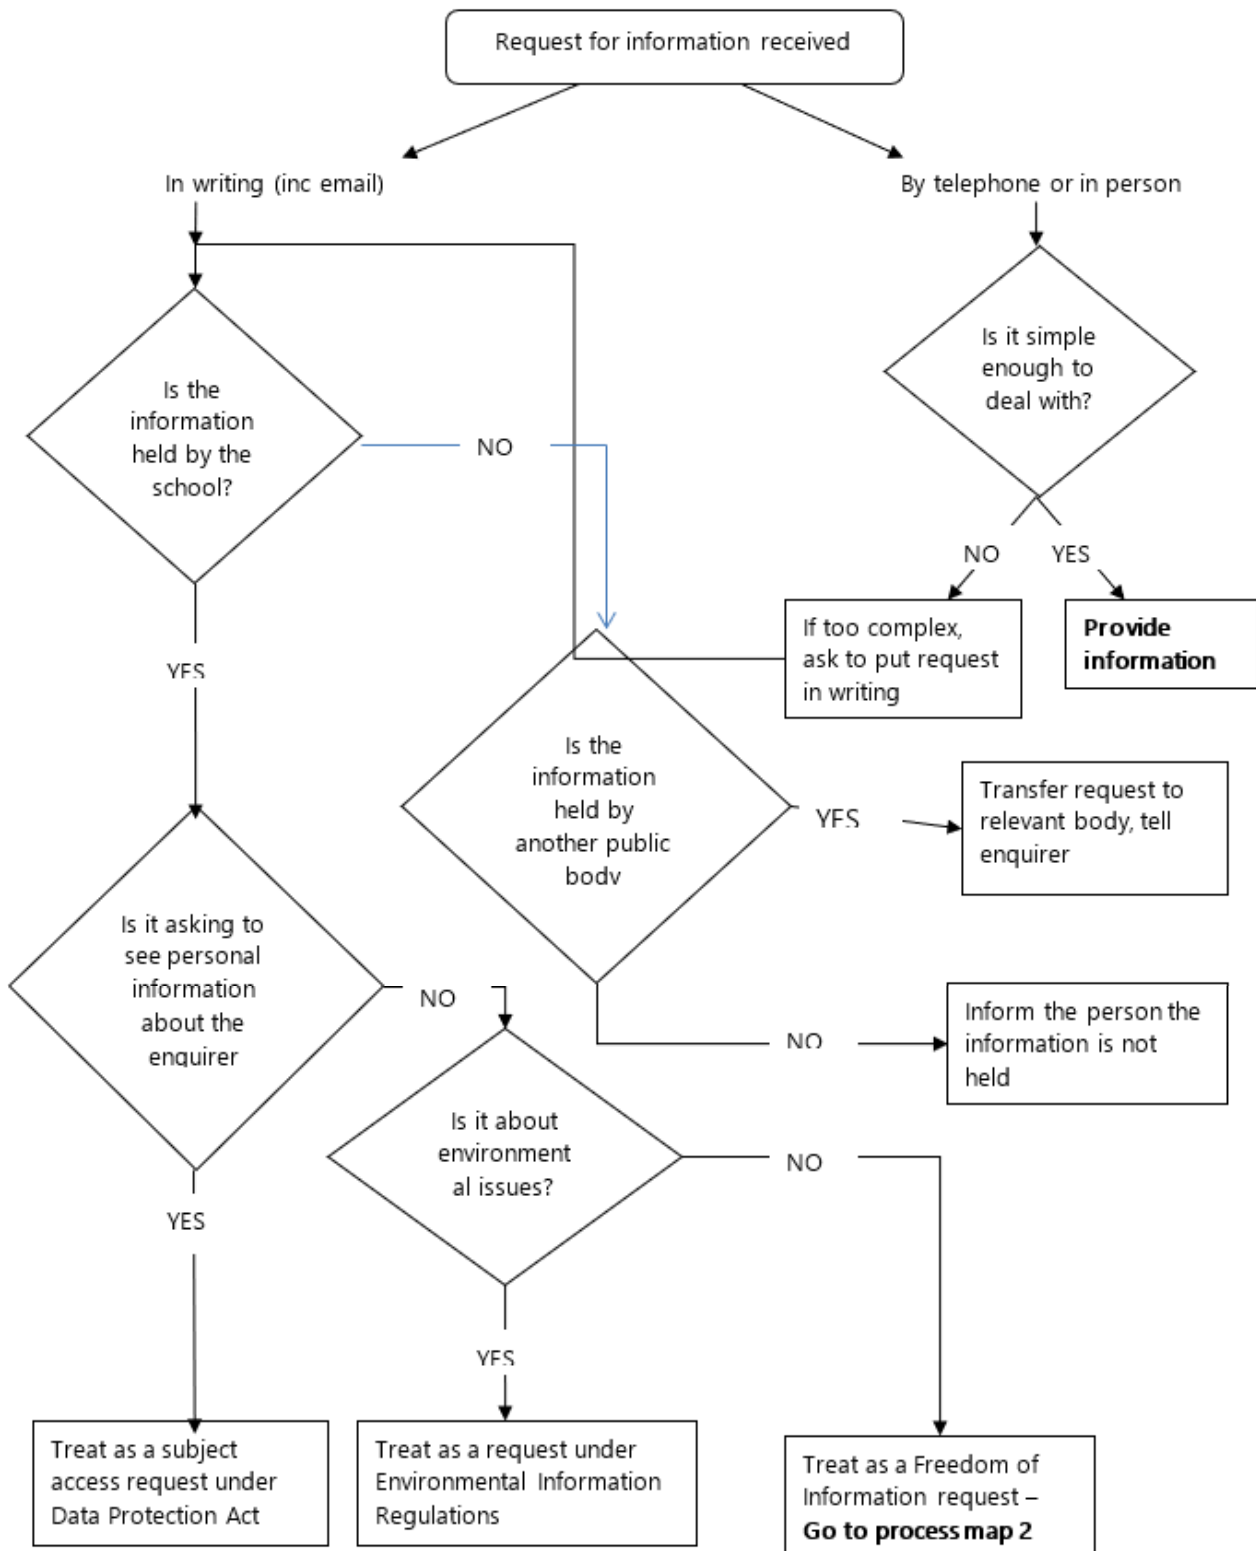 Request for information received
In writing (inc email)
By telephone or in person
Is it simple
enough to
deal with?
Is the
information
held by the
school?
NO
NO
YES
If too complex,
ask to put request
in writing
Provide
information
YES
Is the
information
held by
another public
body
YES
Transfer request to
relevant body, tell
enquirer
Is it asking to
see personal
information
about the
enquirer
NO
Inform the person the
information is not
held
NO
Is it about
environment
al issues?
NO
YES
YES
Treat as a subject
access request under
Data Protection Act
Treat as a request under
Environmental Information
Regulations
Treat as a Freedom of
Information request –
Go to process map 2